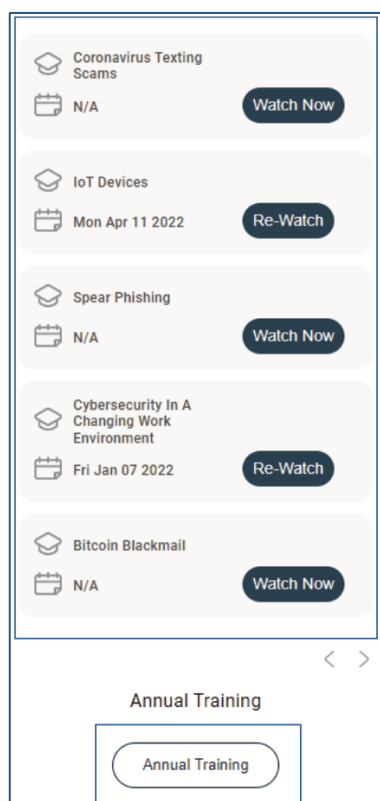 Coronavirus Texting
Scams
N/A
Watch Now
IoT Devices
Mon Apr 11 2022
Re-Watch
Spear Phishing
N/A
Watch Now
Cybersecurity In A
Changing Work
Environment
Fri Jan 07 2022
Re-Watch
Bitcoin Blackmail
N/A
Watch Now
Annual Training
Annual Training